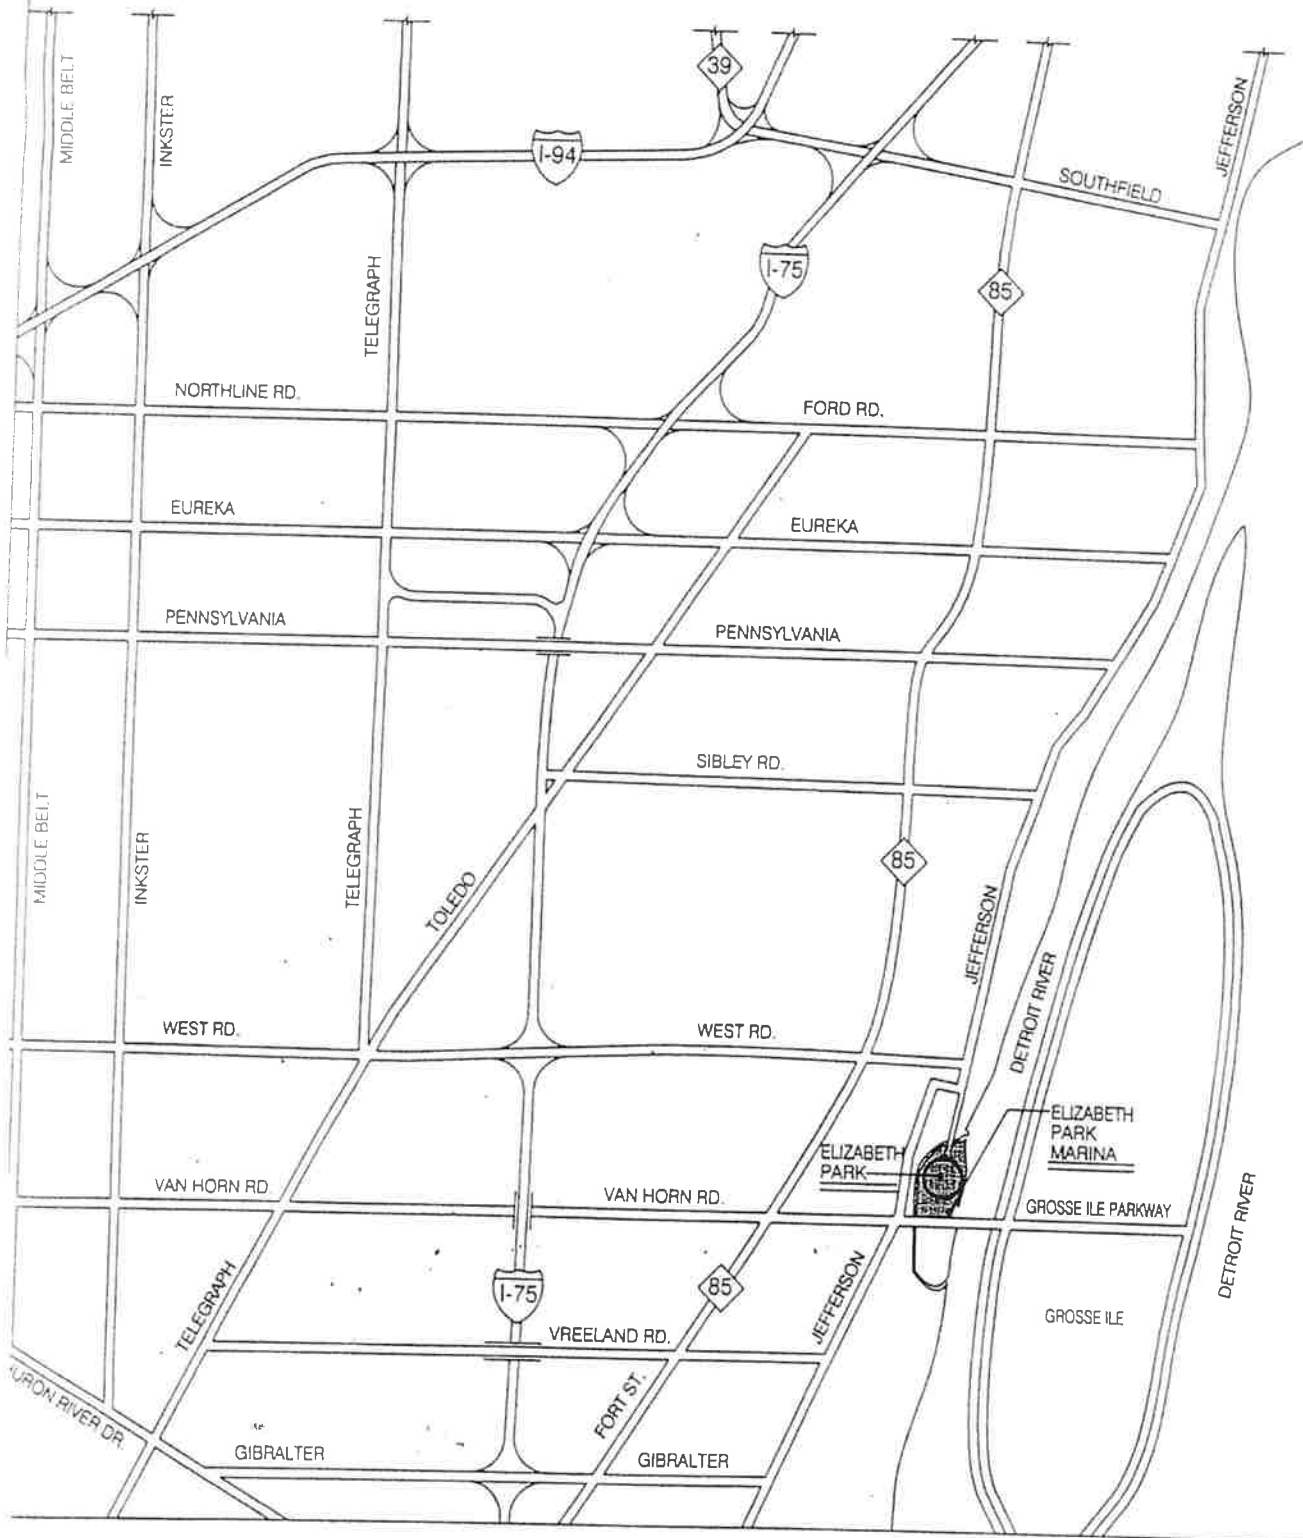 MIDDLE BELT
INKSTER
39
JEFFERSON
I-94
SOUTHFIELD
TELEGRAPH
I-75
85
NORTHLINE RD.
FORD RD.
EUREKA
EUREKA
PENNSYLVANIA
PENNSYLVANIA
SIBLEY RD.
MIDDLE BELT
INKSTER
TELEGRAPH
TOLEDO
85
JEFFERSON
DETROIT RIVER
WEST RD.
WEST RD.
ELIZABETH
PARK
MARINA
ELIZABETH
PARK
VAN HORN RD.
VAN HORN RD.
GROSSE ILE PARKWAY
DETROIT RIVER
TELEGRAPH
I-75
85
JEFFERSON
GROSSE ILE
VREELAND RD.
FORT ST.
RIVER DR.
GIBRALTER
GIBRALTER